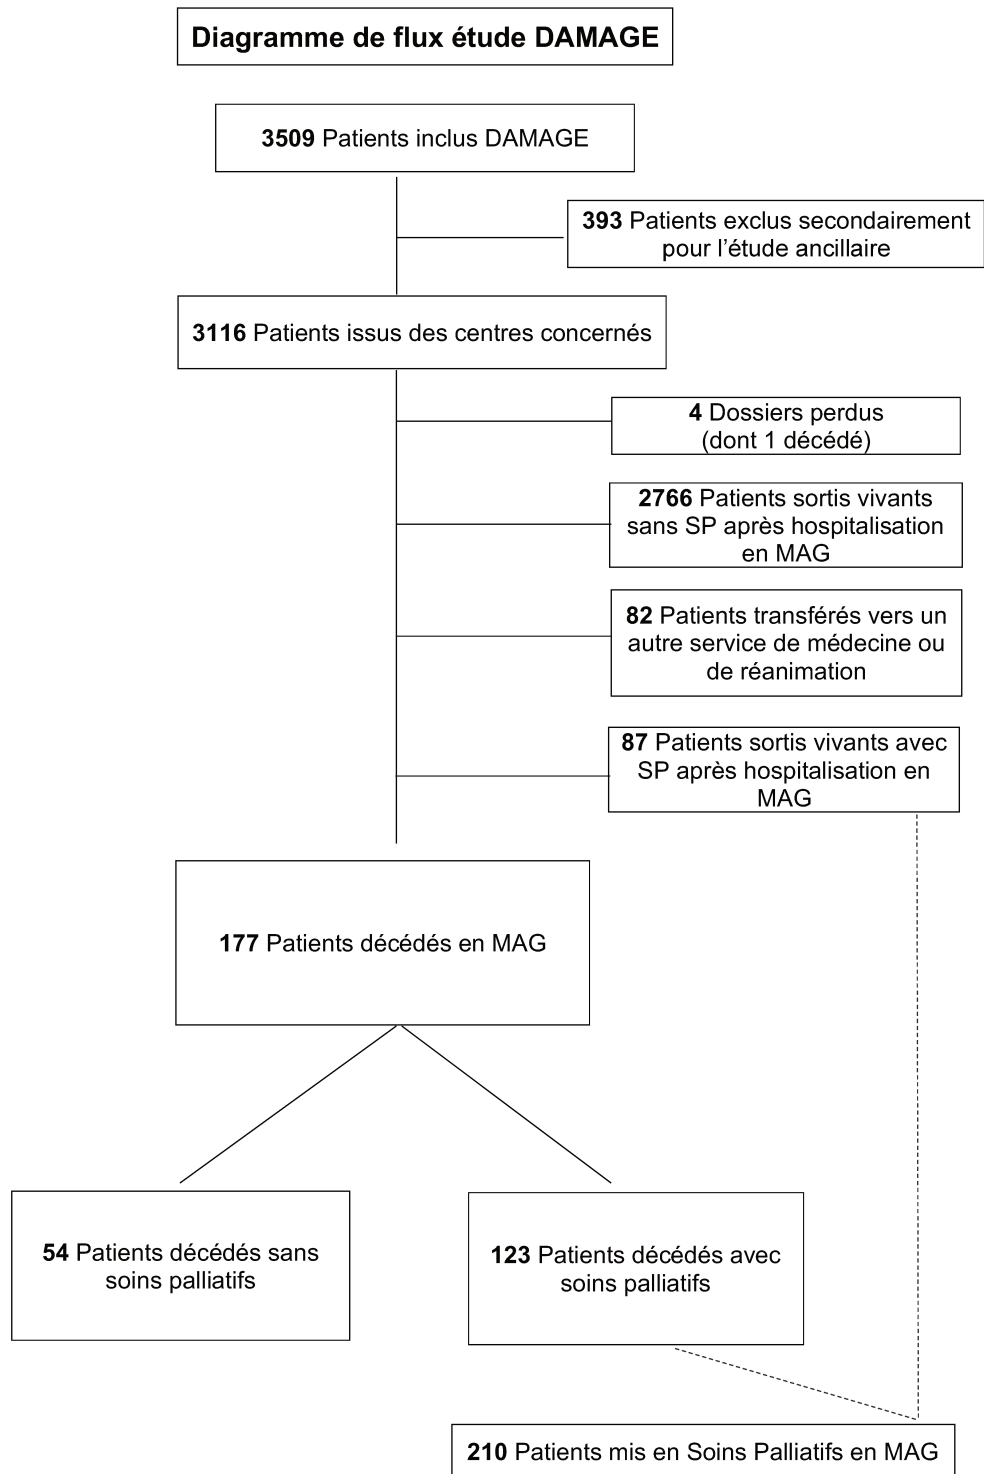 Diagramme de flux étude DAMAGE
3509 Patients inclus DAMAGE
393 Patients exclus secondairement
pour l'étude ancillaire
3116 Patients issus des centres concernés
4 Dossiers perdus
(dont 1 décédé)
2766 Patients sortis vivants
sans SP après hospitalisation
en MAG
82 Patients transférés vers un
autre service de médecine ou
de réanimation
87 Patients sortis vivants avec
SP après hospitalisation en
MAG
177 Patients décédés en MAG
54 Patients décédés sans
soins palliatifs
123 Patients décédés avec
soins palliatifs
210 Patients mis en Soins Palliatifs en MAG